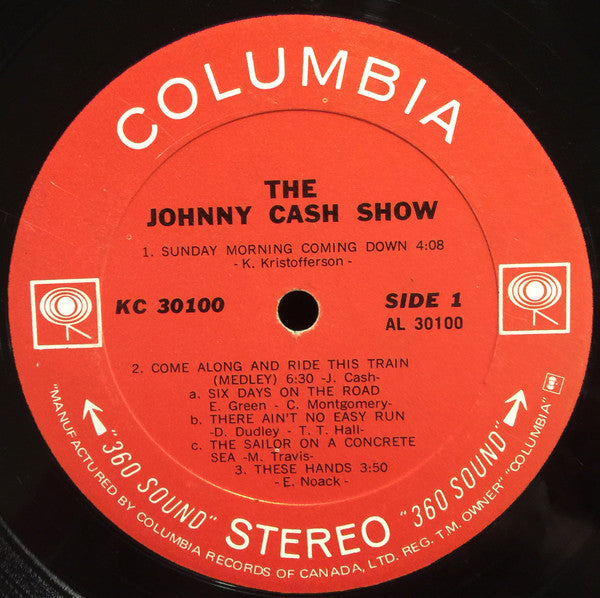 COLUMBIA
THE
JOHNNY CASH SHOW
1. SUNDAY MORNING COMING DOWN 4:08
- K. Kristofferson -
KC 30100
SIDE 1
AL 30100
2. COME ALONG AND RIDE THIS TRAIN
(MEDLEY) 6:30 -J. Cash-
a. SIX DAYS ON THE ROAD
E. Green - C. Montgomery-
b. THERE AIN'T NO EASY RUN
-D. Dudley - T. T. Hall-
c. THE SAILOR ON A CONCRETE
SEA -M. Travis-
3. THESE HANDS 3:50
- E. Noack -
"360 SOUND" STEREO "360 SOUND"
"MANUFACTURED BY COLUMBIA RECORDS OF CANADA, LTD. REG. T.M. OWNER" "COLUMBIA"